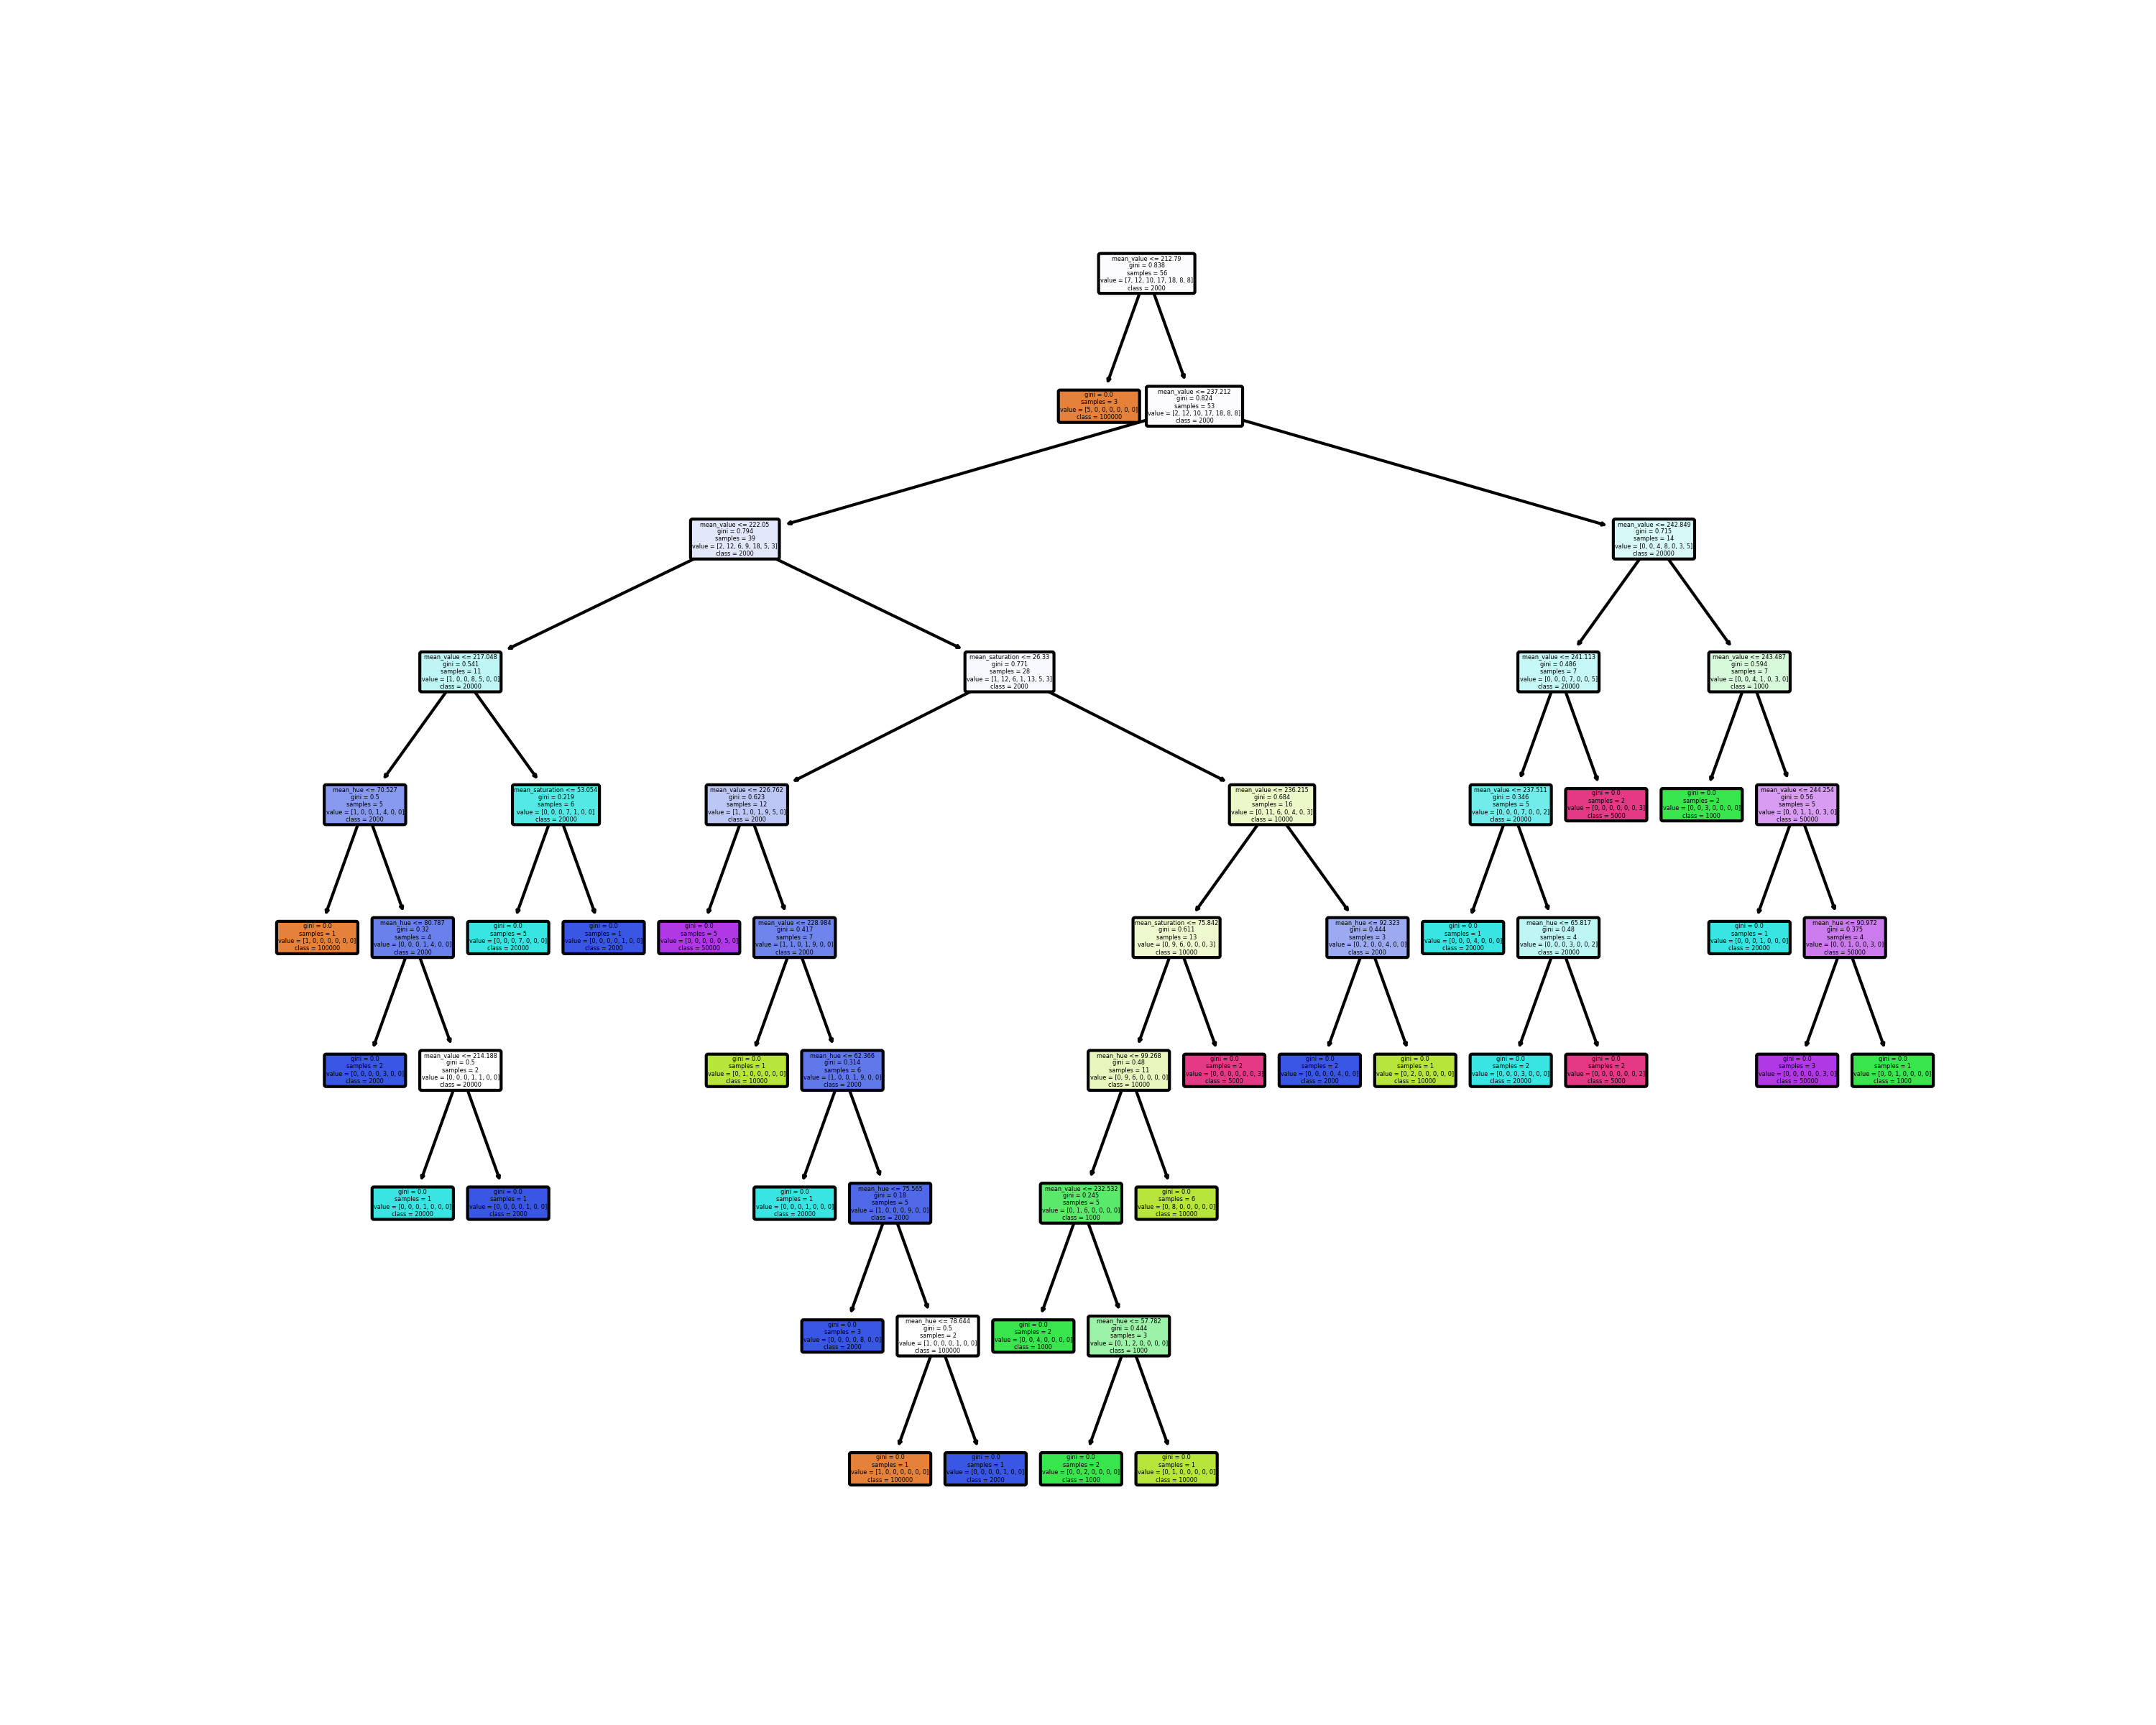 mean_value <= 212.79
gini = 0.838
samples = 56
value = [7, 12, 10, 17, 18, 8, 8]
class = 2000
gini = 0.0
samples = 3
value = [5, 0, 0, 0, 0, 0, 0]
class = 100000
mean_value <= 237.212
gini = 0.824
samples = 53
value = [2, 12, 10, 17, 18, 8, 8]
class = 2000
mean_value <= 222.05
gini = 0.794
samples = 39
value = [2, 12, 6, 9, 18, 5, 3]
class = 2000
mean_value <= 242.849
gini = 0.715
samples = 14
value = [0, 0, 4, 8, 0, 3, 5]
class = 20000
mean_value <= 217.048
gini = 0.541
samples = 11
value = [1, 0, 0, 8, 5, 0, 0]
class = 20000
mean_saturation <= 26.33
gini = 0.771
samples = 28
value = [1, 12, 6, 1, 13, 5, 3]
class = 2000
mean_value <= 241.113
gini = 0.486
samples = 7
value = [0, 0, 0, 7, 0, 0, 5]
class = 20000
mean_value <= 243.487
gini = 0.594
samples = 7
value = [0, 0, 4, 1, 0, 3, 0]
class = 1000
mean_hue <= 70.527
gini = 0.5
samples = 5
value = [1, 0, 0, 1, 4, 0, 0]
class = 2000
mean_saturation <= 53.054
gini = 0.219
samples = 6
value = [0, 0, 0, 7, 1, 0, 0]
class = 20000
mean_value <= 226.762
gini = 0.623
samples = 12
value = [1, 1, 0, 1, 9, 5, 0]
class = 2000
mean_value <= 236.215
gini = 0.684
samples = 16
value = [0, 11, 6, 0, 4, 0, 3]
class = 10000
mean_value <= 237.511
gini = 0.346
samples = 5
value = [0, 0, 0, 7, 0, 0, 2]
class = 20000
gini = 0.0
samples = 2
value = [0, 0, 0, 0, 0, 0, 3]
class = 5000
gini = 0.0
samples = 2
value = [0, 0, 3, 0, 0, 0, 0]
class = 1000
mean_value <= 244.254
gini = 0.56
samples = 5
value = [0, 0, 1, 1, 0, 3, 0]
class = 50000
gini = 0.0
samples = 1
value = [1, 0, 0, 0, 0, 0, 0]
class = 100000
mean_hue <= 80.787
gini = 0.32
samples = 4
value = [0, 0, 0, 1, 4, 0, 0]
class = 2000
gini = 0.0
samples = 5
value = [0, 0, 0, 7, 0, 0, 0]
class = 20000
gini = 0.0
samples = 1
value = [0, 0, 0, 0, 1, 0, 0]
class = 2000
gini = 0.0
samples = 5
value = [0, 0, 0, 0, 0, 5, 0]
class = 50000
mean_value <= 228.984
gini = 0.417
samples = 7
value = [1, 1, 0, 1, 9, 0, 0]
class = 2000
mean_saturation <= 75.842
gini = 0.611
samples = 13
value = [0, 9, 6, 0, 0, 0, 3]
class = 10000
mean_hue <= 92.323
gini = 0.444
samples = 3
value = [0, 2, 0, 0, 4, 0, 0]
class = 2000
gini = 0.0
samples = 1
value = [0, 0, 0, 4, 0, 0, 0]
class = 20000
mean_hue <= 65.817
gini = 0.48
samples = 4
value = [0, 0, 0, 3, 0, 0, 2]
class = 20000
gini = 0.0
samples = 1
value = [0, 0, 0, 1, 0, 0, 0]
class = 20000
mean_hue <= 90.972
gini = 0.375
samples = 4
value = [0, 0, 1, 0, 0, 3, 0]
class = 50000
gini = 0.0
samples = 2
value = [0, 0, 0, 0, 3, 0, 0]
class = 2000
mean_value <= 214.188
gini = 0.5
samples = 2
value = [0, 0, 0, 1, 1, 0, 0]
class = 20000
gini = 0.0
samples = 1
value = [0, 1, 0, 0, 0, 0, 0]
class = 10000
mean_hue <= 62.366
gini = 0.314
samples = 6
value = [1, 0, 0, 1, 9, 0, 0]
class = 2000
mean_hue <= 99.268
gini = 0.48
samples = 11
value = [0, 9, 6, 0, 0, 0, 0]
class = 10000
gini = 0.0
samples = 2
value = [0, 0, 0, 0, 0, 0, 3]
class = 5000
gini = 0.0
samples = 2
value = [0, 0, 0, 0, 4, 0, 0]
class = 2000
gini = 0.0
samples = 1
value = [0, 2, 0, 0, 0, 0, 0]
class = 10000
gini = 0.0
samples = 2
value = [0, 0, 0, 3, 0, 0, 0]
class = 20000
gini = 0.0
samples = 2
value = [0, 0, 0, 0, 0, 0, 2]
class = 5000
gini = 0.0
samples = 3
value = [0, 0, 0, 0, 0, 3, 0]
class = 50000
gini = 0.0
samples = 1
value = [0, 0, 1, 0, 0, 0, 0]
class = 1000
gini = 0.0
samples = 1
value = [0, 0, 0, 1, 0, 0, 0]
class = 20000
gini = 0.0
samples = 1
value = [0, 0, 0, 0, 1, 0, 0]
class = 2000
gini = 0.0
samples = 1
value = [0, 0, 0, 1, 0, 0, 0]
class = 20000
mean_hue <= 75.565
gini = 0.18
samples = 5
value = [1, 0, 0, 0, 9, 0, 0]
class = 2000
mean_value <= 232.532
gini = 0.245
samples = 5
value = [0, 1, 6, 0, 0, 0, 0]
class = 1000
gini = 0.0
samples = 6
value = [0, 8, 0, 0, 0, 0, 0]
class = 10000
gini = 0.0
samples = 3
value = [0, 0, 0, 0, 8, 0, 0]
class = 2000
mean_hue <= 78.644
gini = 0.5
samples = 2
value = [1, 0, 0, 0, 1, 0, 0]
class = 100000
gini = 0.0
samples = 2
value = [0, 0, 4, 0, 0, 0, 0]
class = 1000
mean_hue <= 57.782
gini = 0.444
samples = 3
value = [0, 1, 2, 0, 0, 0, 0]
class = 1000
gini = 0.0
samples = 1
value = [1, 0, 0, 0, 0, 0, 0]
class = 100000
gini = 0.0
samples = 1
value = [0, 0, 0, 0, 1, 0, 0]
class = 2000
gini = 0.0
samples = 2
value = [0, 0, 2, 0, 0, 0, 0]
class = 1000
gini = 0.0
samples = 1
value = [0, 1, 0, 0, 0, 0, 0]
class = 10000